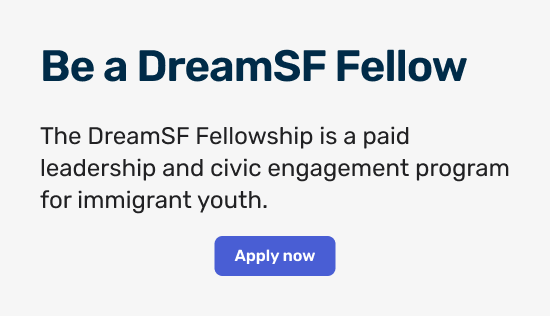 Be a DreamSF Fellow
The DreamSF Fellowship is a paid
leadership and civic engagement program
for immigrant youth.
Apply now